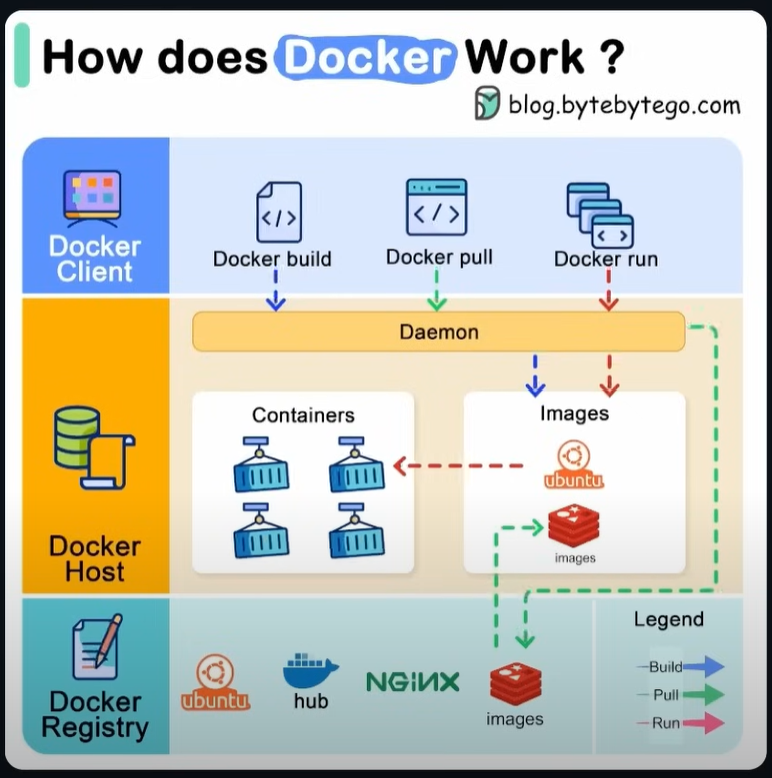 How does Docker Work ?
blog.bytebytego.com
Docker
Client
Docker build
Docker pull
Docker run
Daemon
Containers
Images
ubuntu
images
Docker
Host
Docker
Registry
ubuntu
hub
NGINX
images
Legend
Build
Pull
Run